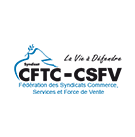 La Vie à Défendre
Syndicat
CFTC-CSFV
Fédération des Syndicats Commerce,
Services et Force de Vente